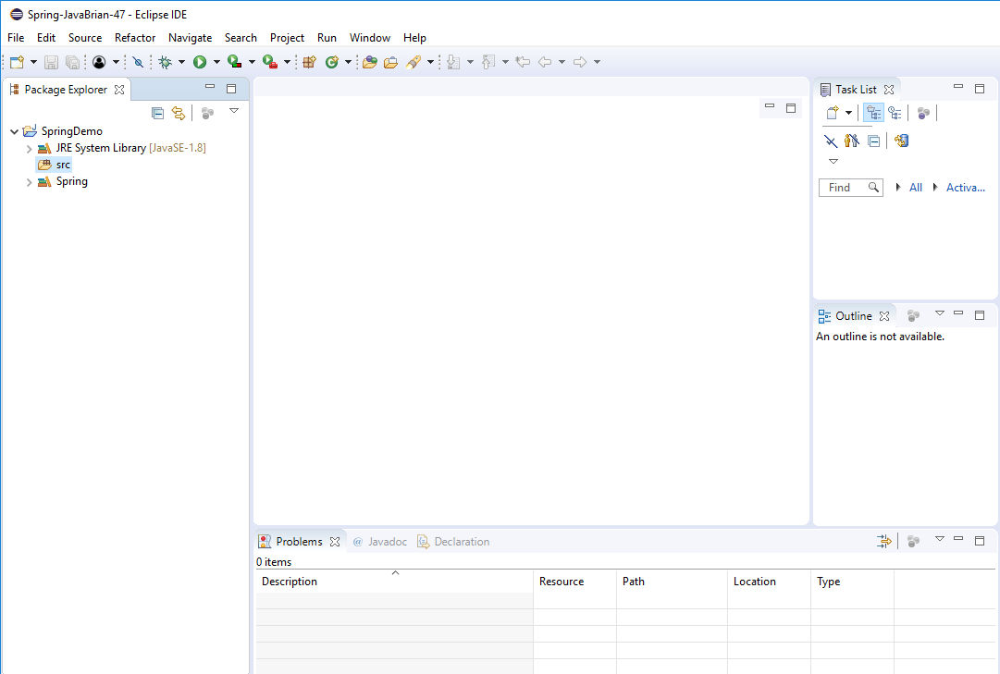 Spring-JavaBrian-47 - Eclipse IDE
File Edit Source Refactor Navigate Search Project Run Window Help
Package Explorer
SpringDemo
JRE System Library [JavaSE-1.8]
src
Spring
Task List
Find All Activa...
Outline
An outline is not available.
Problems @ Javadoc Declaration
0 items
Description Resource Path Location Type